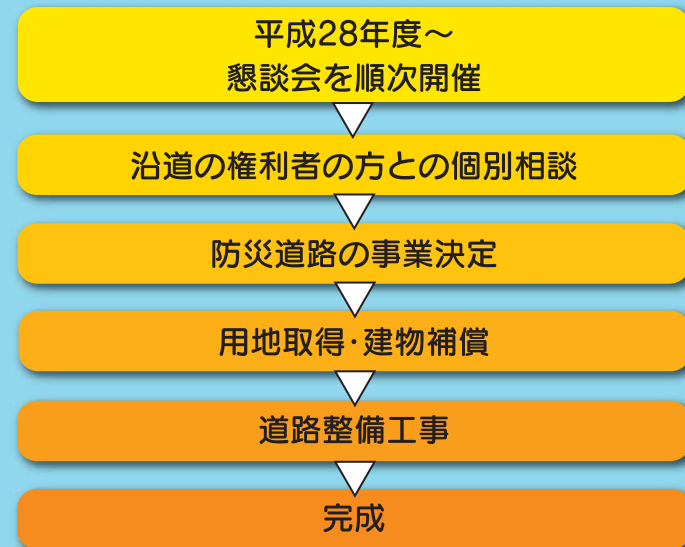 平成28年度～
懇談会を順次開催
沿道の権利者の方との個別相談
防災道路の事業決定
用地取得・建物補償
道路整備工事
完成